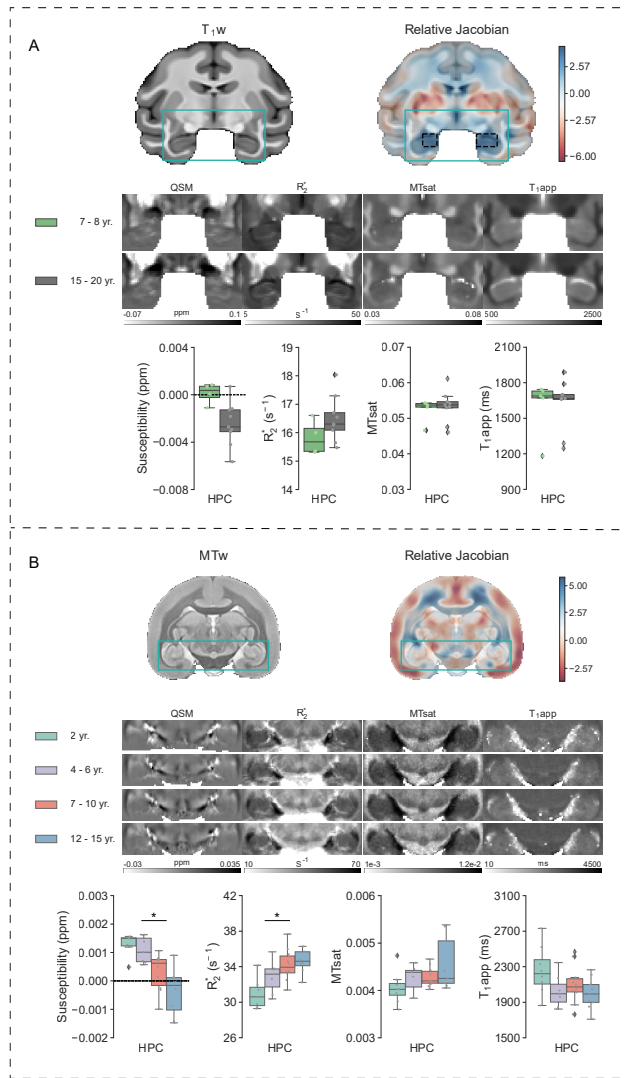 A
T1w Relative Jacobian
2.57
0.00
−2.57
−6.00
QSM R2* MTsat T1app
7 - 8 yr.
15 - 20 yr.
-0.07 ppm 0.1 5 S⁻¹ 50 0.03 0.08 500 2500
Susceptibility (ppm)
0.004
0.000
−0.004
−0.008
HPC
R2* (s⁻¹)
19
18
17
16
15
14
HPC
MTsat
0.07
0.06
0.05
0.04
0.03
HPC
T1app (ms)
2100
1800
1500
1200
900
HPC
B
MTw Relative Jacobian
5.00
2.57
0.00
−2.57
QSM R2* MTsat T1app
2 yr.
4 - 6 yr.
7 - 10 yr.
12 - 15 yr.
-0.03 ppm 0.035 10 S⁻¹ 70 1e-3 1.2e-2 10 ms 4500
Susceptibility (ppm)
0.003
0.002
0.001
0.000
−0.001
−0.002
*
HPC
R2* (s⁻¹)
42
38
34
30
26
*
HPC
MTsat
0.006
0.005
0.004
0.003
HPC
T1app (ms)
2700
2300
1900
1500
HPC